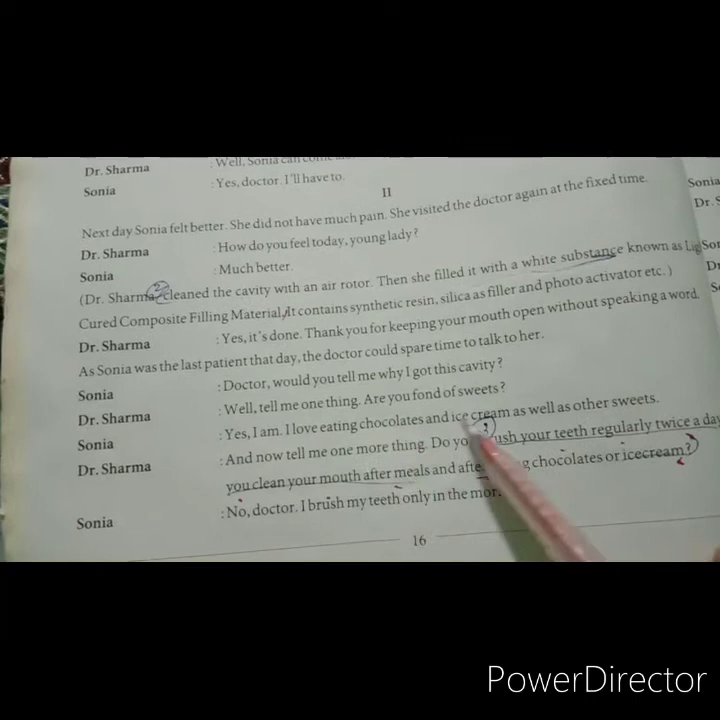 Dr. Sharma : Well, Sonia can
Sonia : Yes, doctor. I'll have to.
II
Next day Sonia felt better. She did not have much pain. She visited the doctor again at the fixed time.
Dr. Sharma : How do you feel today, young lady?
Sonia : Much better.
(Dr. Sharma cleaned the cavity with an air rotor. Then she filled it with a white substance known as
Cured Composite Filling Material, It contains synthetic resin, silica as filler and photo activator etc.)
Dr. Sharma : Yes, it's done. Thank you for keeping your mouth open without speaking a word.
As Sonia was the last patient that day, the doctor could spare time to talk to her.
Sonia : Doctor, would you tell me why I got this cavity?
Dr. Sharma : Well, tell me one thing. Are you fond of sweets?
Sonia : Yes, I am. I love eating chocolates and ice cream as well as other sweets.
Dr. Sharma : And now tell me one more thing. Do your teeth regularly twice a day
you clean your mouth after meals and chocolates or icecream?
Sonia : No, doctor. I brush my teeth only in the
16
Sonia
Dr.
PowerDirector